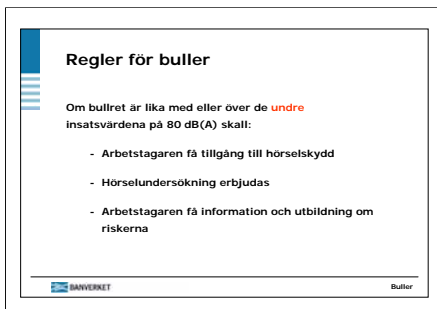 Regler för buller
Om bullret är lika med eller över de undre
insatsvärdena på 80 dB(A) skall:
- Arbetstagaren få tillgång till hörselskydd
- Hörselundersökning erbjudas
- Arbetstagaren få information och utbildning om
riskerna
BANVERKET
Buller